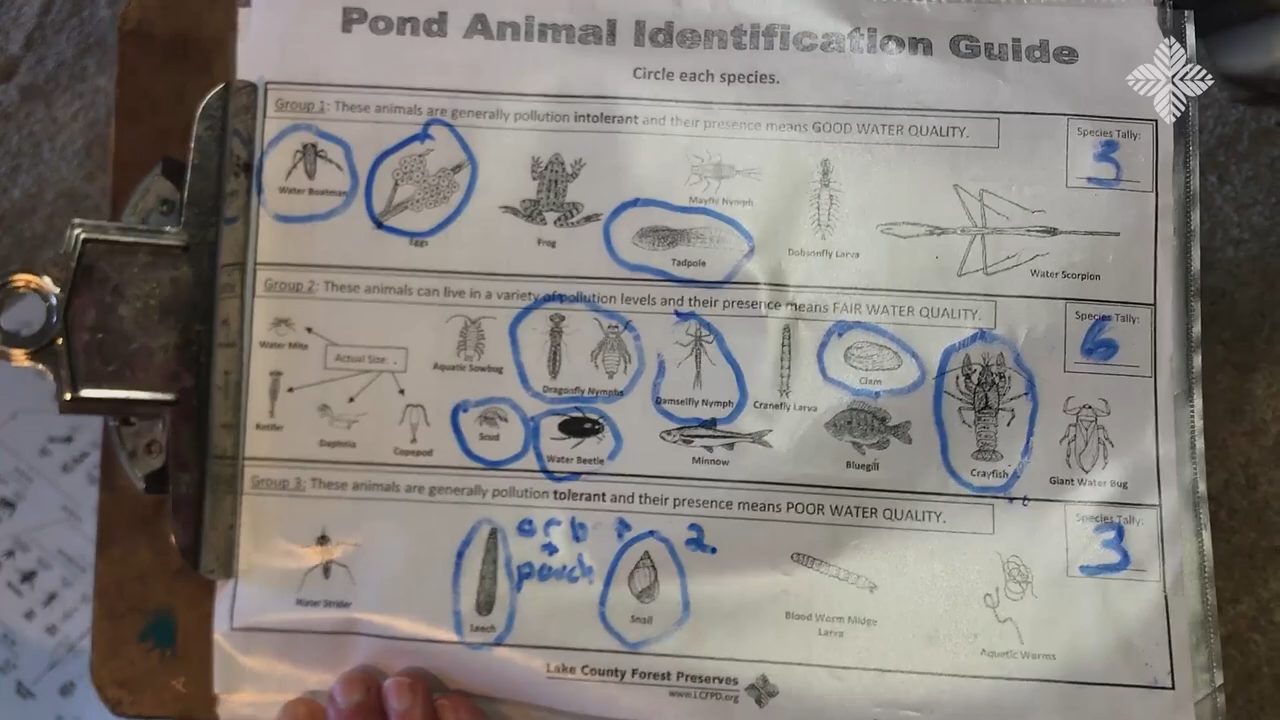 Pond Animal Identification Guide
Circle each species.
Group 1: These animals are generally pollution intolerant and their presence means GOOD WATER QUALITY.
Species Tally:
3
Water Boatman
Eggs
Frog
Mayfly Nymph
Tadpole
Dobsonfly Larva
Water Scorpion
Group 2: These animals can live in a variety of pollution levels and their presence means FAIR WATER QUALITY.
Species Tally:
6
Water Mite
Actual Size: .
Aquatic Sowbug
Dragonfly Nymphs
Damselfly Nymph
Cranefly Larva
Clam
Rotifer
Daphnia
Copepod
Scud
Water Beetle
Minnow
Bluegill
Crayfish
Giant Water Bug
Group 3: These animals are generally pollution tolerant and their presence means POOR WATER QUALITY.
Species Tally:
3
Water Strider
Leech
orb
+
pouch
Snail
2.
Blood Worm Midge
Larva
Aquatic Worms
Lake County Forest Preserves
www.LCFPD.org